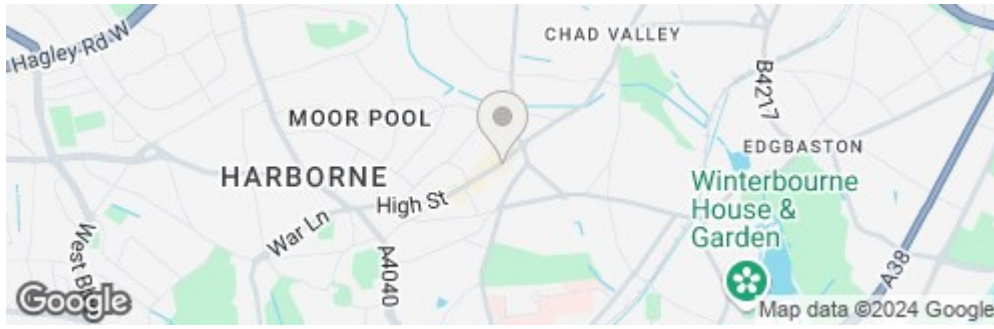 CHAD VALLEY
Hagley Rd W
B4217
MOOR POOL
EDGBASTON
HARBORNE
Winterbourne
House &
Garden
High St
War Ln
West Bl
A4040
A38
Google
Map data ©2024 Google